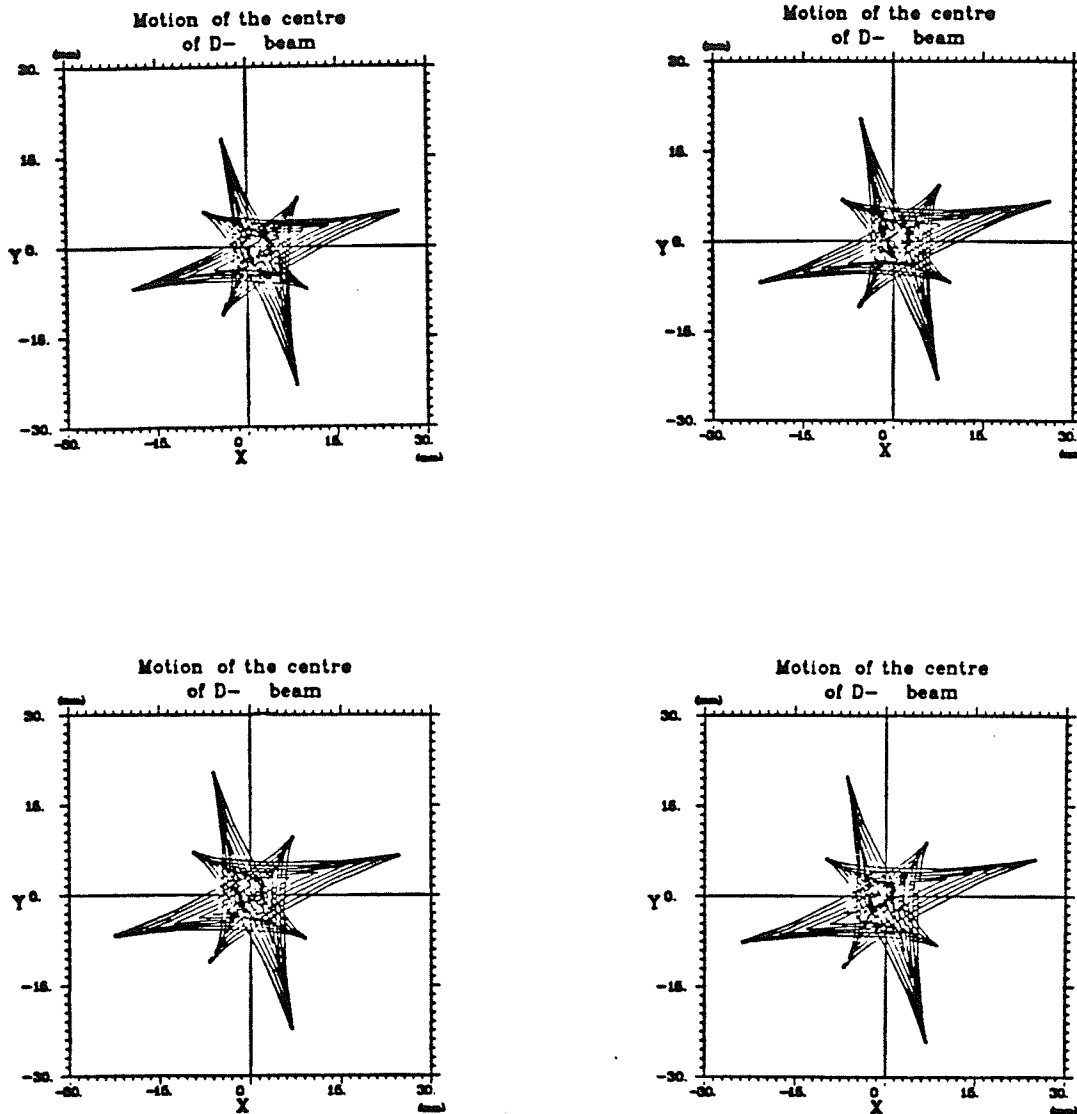 Motion of the centre
of D- beam
(mm)
30.
15.
Y 0.
-15.
-30.
-30. -15. 0 15. 30.
X
(mm)
Motion of the centre
of D- beam
(mm)
30.
15.
Y 0.
-15.
-30.
-30. -15. 0 15. 30.
X
Motion of the centre
of D- beam
(mm)
30.
15.
Y 0.
-15.
-30.
-30. -15. 0 15. 30.
X
(mm)
Motion of the centre
of D- beam
(mm)
30.
15.
Y 0.
-15.
-30.
-30. -15. 0 15. 30.
X
(mm)